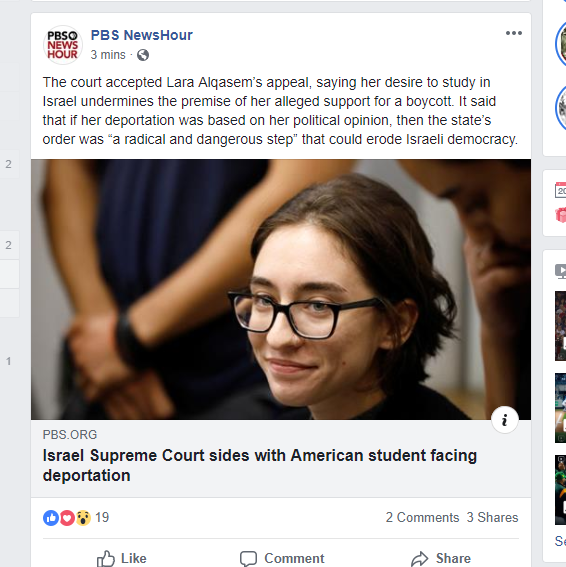 PBS
NEWS
HOUR
PBS NewsHour
3 mins ·
The court accepted Lara Alqasem's appeal, saying her desire to study in
Israel undermines the premise of her alleged support for a boycott. It said
that if her deportation was based on her political opinion, then the state's
order was “a radical and dangerous step” that could erode Israeli democracy.
2
2
1
20
i
PBS.ORG
Israel Supreme Court sides with American student facing
deportation
19 2 Comments 3 Shares
Se
Like Comment Share